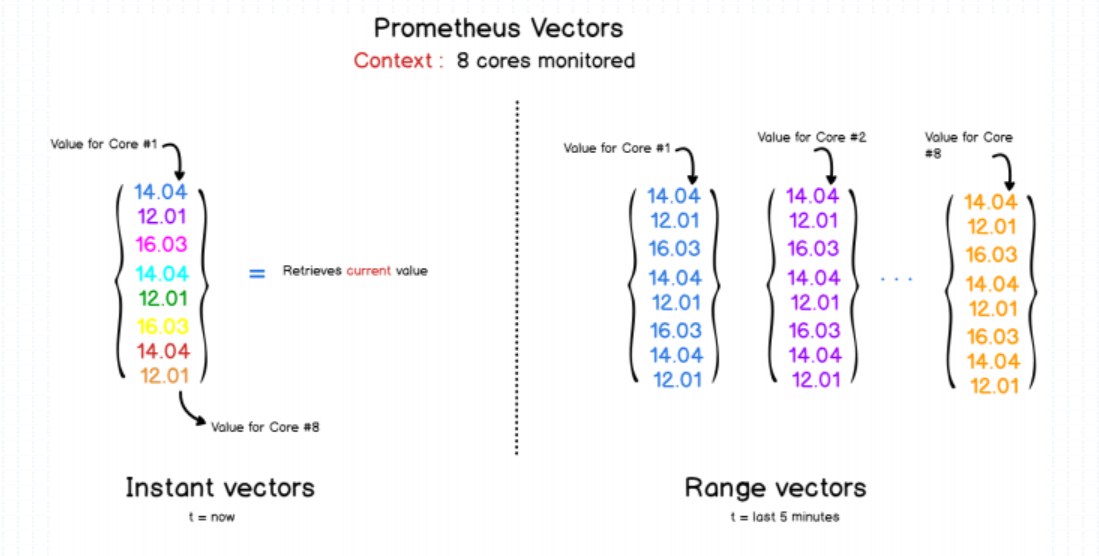 Prometheus Vectors
Context : 8 cores monitored
Value for Core #1
14.04
12.01
16.03
14.04
12.01
16.03
14.04
12.01
Value for Core #8
= Retrieves current value
Instant vectors
t = now
Value for Core #1
14.04
12.01
16.03
14.04
12.01
16.03
14.04
12.01
Value for Core #2
14.04
12.01
16.03
14.04
12.01
16.03
14.04
12.01
. . .
Value for Core
#8
14.04
12.01
16.03
14.04
12.01
16.03
14.04
12.01
Range vectors
t = last 5 minutes